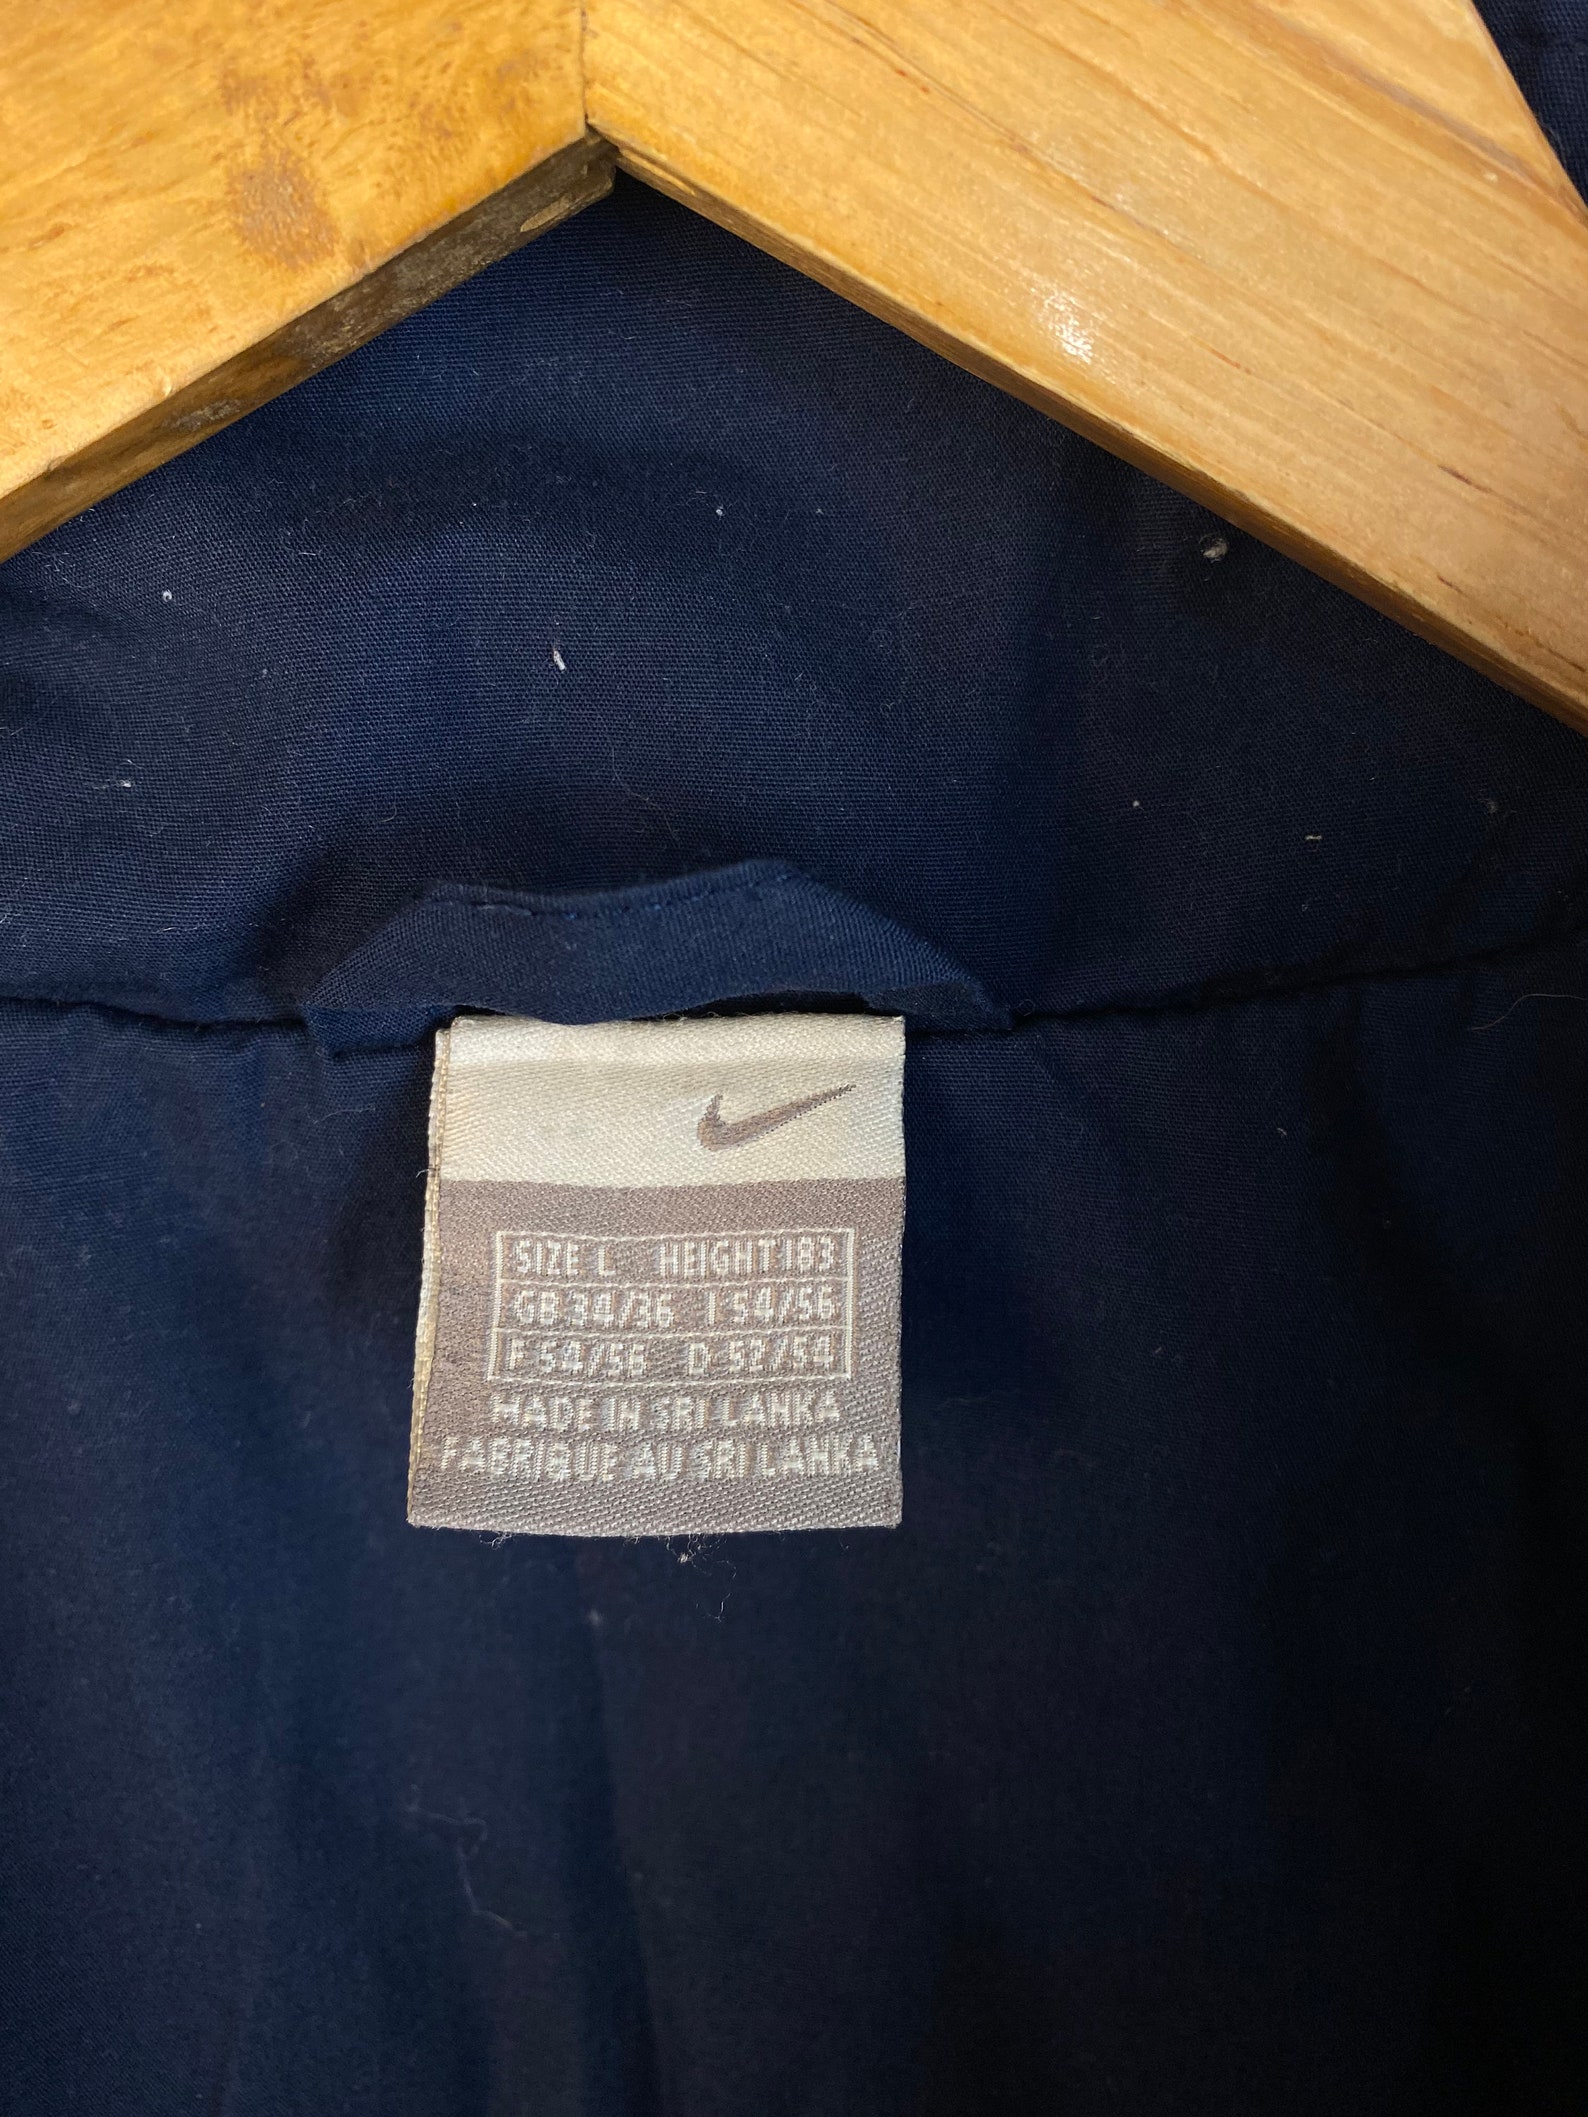 SIZE L HEIGHT 183
GB 34/36 I 54/56
F 54/56 D 52/54
MADE IN SRI LANKA
FABRIQUE AU SRI LANKA